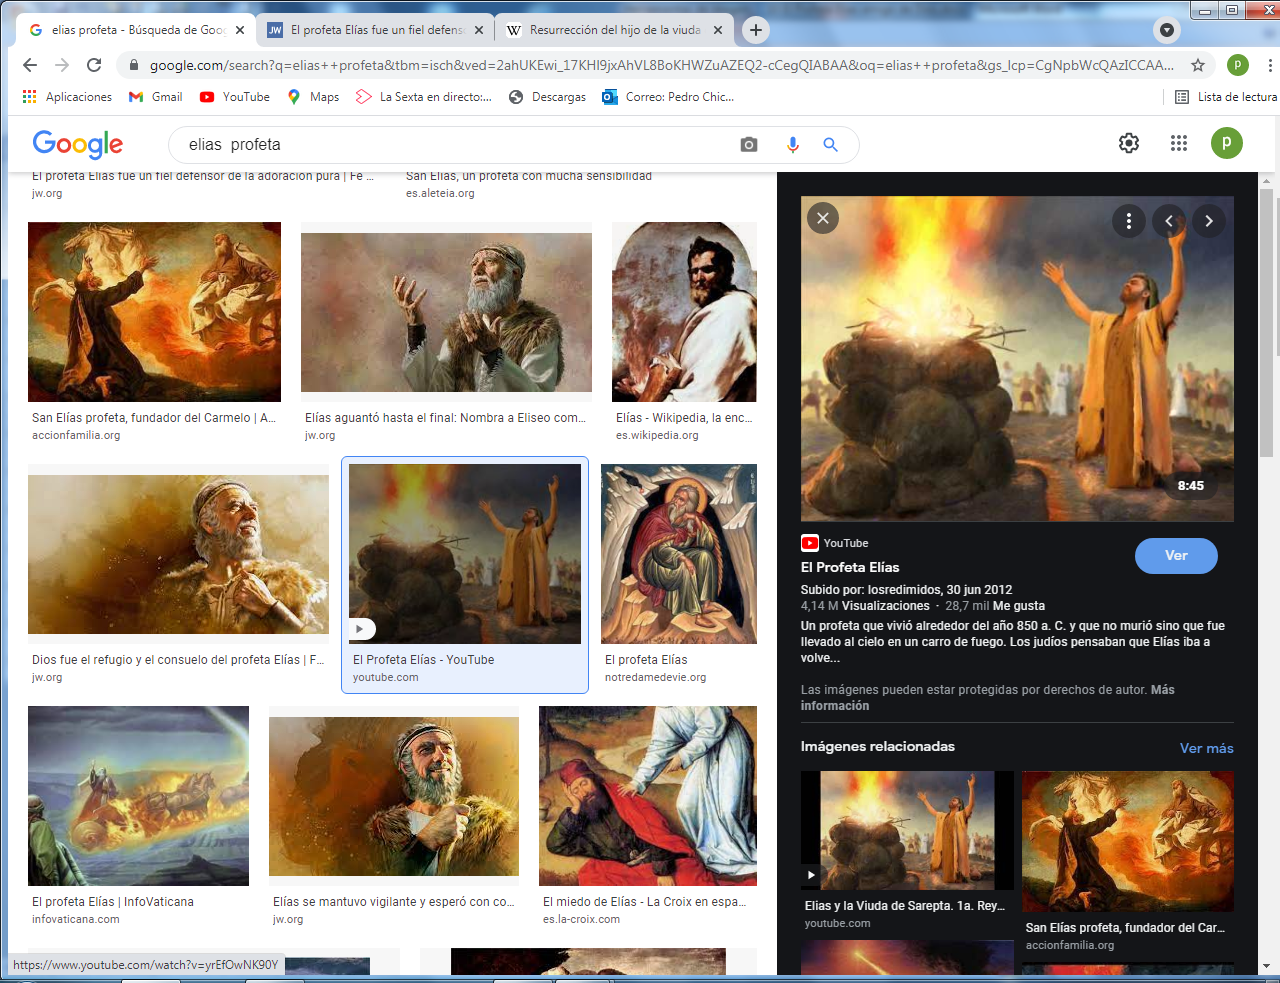 elias profeta - Búsqueda de Goog
El profeta Elías fue un fiel defens
Resurrección del hijo de la viuda
google.com/search?q=elias++profeta&tbm=isch&ved=2ahUKEwi_17KHl9jxAhVL8BoKHWZuAZEQ2-cCegQIABAA&oq=elias++profeta&gs_lcp=CgNpbWcQAzICCAA...
p
Aplicaciones
Gmail
YouTube
Maps
La Sexta en directo:...
Descargas
Correo: Pedro Chic...
Lista de lectura
Google
elias  profeta
p
El profeta Elías fue un fiel defensor de la adoración pura | Fe ...
jw.org
San Elías, un profeta con mucha sensibilidad
es.aleteia.org
San Elías profeta, fundador del Carmelo | A...
accionfamilia.org
Elías aguantó hasta el final: Nombra a Eliseo com...
jw.org
Elías - Wikipedia, la enc...
es.wikipedia.org
Dios fue el refugio y el consuelo del profeta Elías | F...
jw.org
El Profeta Elías - YouTube
youtube.com
El profeta Elías
notredamedevie.org
El profeta Elías | InfoVaticana
infovaticana.com
Elías se mantuvo vigilante y esperó con co...
jw.org
El miedo de Elías - La Croix en espa...
es.la-croix.com
https://www.youtube.com/watch?v=yrEfOwNK90Y
8:45
YouTube
Ver
El Profeta Elías
Subido por: losredimidos, 30 jun 2012
4,14 M Visualizaciones · 28,7 mil Me gusta
Un profeta que vivió alrededor del año 850 a. C. y que no murió sino que fue
llevado al cielo en un carro de fuego. Los judíos pensaban que Elías iba a
volve...
Las imágenes pueden estar protegidas por derechos de autor. Más
información
Imágenes relacionadas
Ver más
Elias y la Viuda de Sarepta. 1a. Rey...
youtube.com
San Elías profeta, fundador del Car...
accionfamilia.org